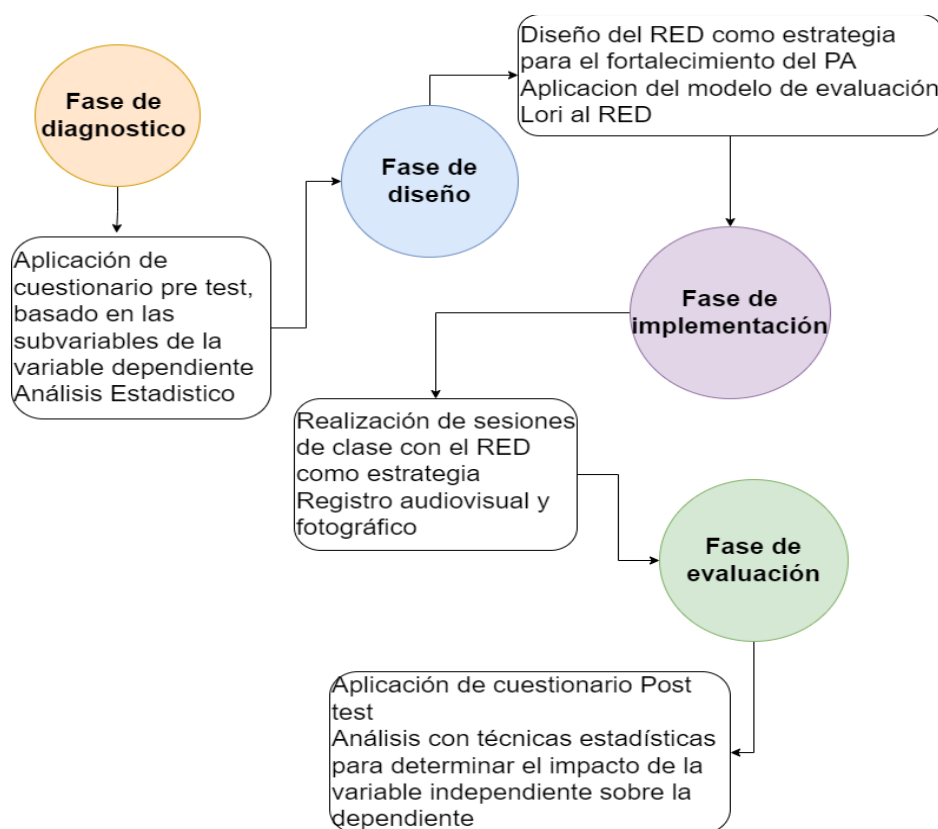 Fase de
diagnostico
Aplicación de
cuestionario pre test,
basado en las
subvariables de la
variable dependiente
Análisis Estadistico
Fase de
diseño
Diseño del RED como estrategia
para el fortalecimiento del PA
Aplicacion del modelo de evaluación
Lori al RED
Fase de
implementación
Realización de sesiones
de clase con el RED
como estrategia
Registro audiovisual y
fotográfico
Fase de
evaluación
Aplicación de cuestionario Post
test
Análisis con técnicas estadísticas
para determinar el impacto de la
variable independiente sobre la
dependiente